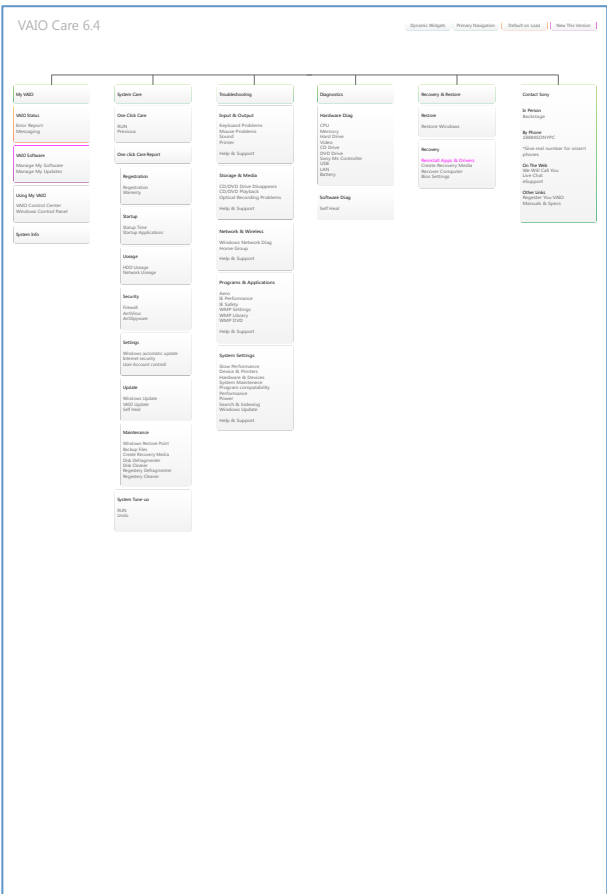 VAIO Care 6.4
Dynamic Widgets
Primary Navigation
Default on Load
New This Version
My VAIO
VAIO Status
Error Report
Messaging
VAIO Software
Manage My Software
Manage My Updates
Using My VAIO
VAIO Control Center
Windows Control Panel
System Info
System Care
One Click Care
RUN
Previous
One click Care Report
Registration
Registration
Warrenty
Startup
Statup Time
Startup Applications
Useage
HDD Useage
Network Useage
Security
Firewall
AntiVirus
AntiSpyware
Settings
Windows automatic update
Internet security
User Account control
Update
Windows Update
VAIO Update
Self Heal
Maintenance
Windows Restore Point
Backup Files
Create Recovery Media
Disk Defragmenter
Disk Cleaner
Regestery Defragmenter
Regestery Cleaner
System Tune-up
RUN
Undo
Troubleshooting
Input & Output
Keyboard Problems
Mouse Problems
Sound
Printer
Help & Support
Storage & Media
CD/DVD Drive Disappears
CD/DVD Playback
Optical Recording Problems
Help & Support
Network & Wireless
Windows Network Diag
Home Group
Help & Support
Programs & Applications
Aero
IE Performance
IE Safety
WMP Settings
WMP Library
WMP DVD
Help & Support
System Settings
Slow Performance
Device & Printers
Hardware & Devices
System Maintenece
Program compatability
Performance
Power
Search & Indexing
Windows Update
Help & Support
Diagnostics
Hardware Diag
CPU
Memory
Hard Drive
Video
CD Drive
DVD Drive
Sony Mc Controller
USB
LAN
Battery
Software Diag
Self Heal
Recovery & Restore
Restore
Restore Windows
Recovery
Reinstall Apps & Drivers
Create Recovery Media
Recover Computer
Bios Settings
Contact Sony
In Person
Backstage
By Phone
1888SONYPC
*Give real number for smart
phones
On The Web
We Will Call You
Live Chat
eSupport
Other Links
Regester You VAIO
Manuals & Specs